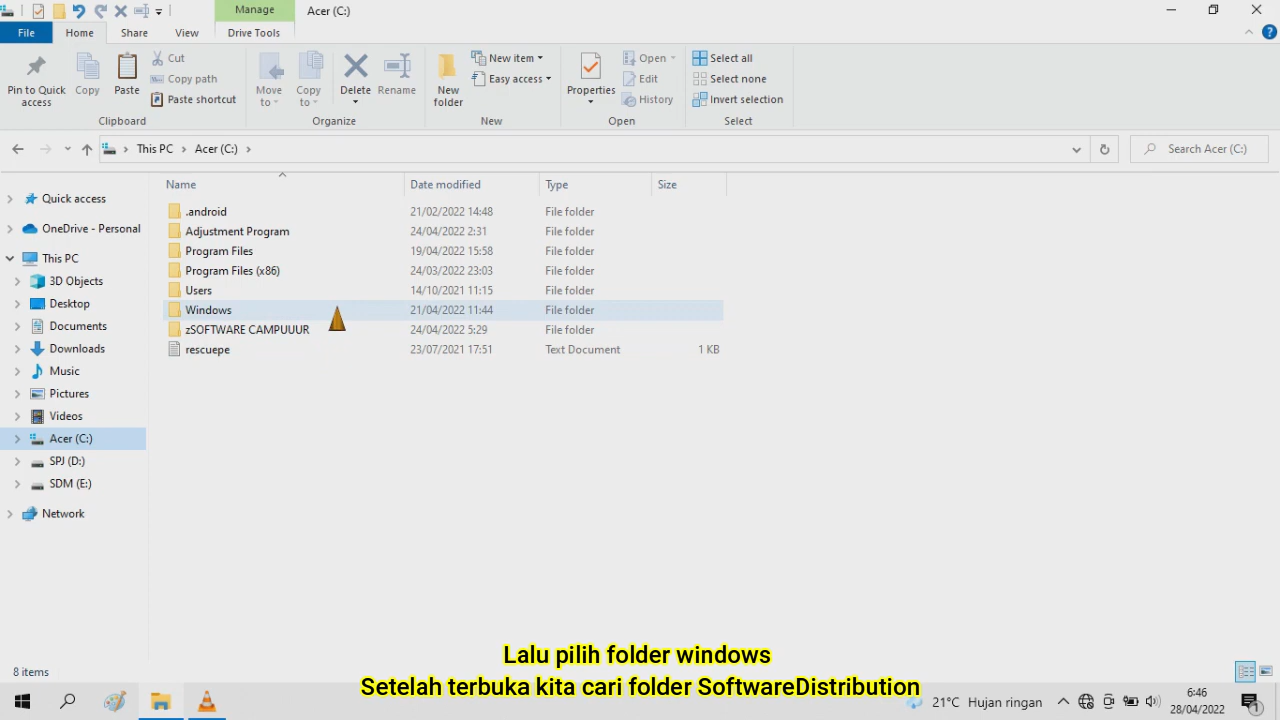 Manage
Acer (C:)
File
Home
Share
View
Drive Tools
Pin to Quick access
Copy
Paste
Cut
Copy path
Paste shortcut
Clipboard
Move to
Copy to
Delete
Rename
Organize
New folder
New item
Easy access
New
Properties
Open
Edit
History
Open
Select all
Select none
Invert selection
Select
This PC
Acer (C:)
Search Acer (C:)
Name
Date modified
Type
Size
.android 21/02/2022 14:48 File folder
Adjustment Program 24/04/2022 2:31 File folder
Program Files 19/04/2022 15:58 File folder
Program Files (x86) 24/03/2022 23:03 File folder
Users 14/10/2021 11:15 File folder
Windows 21/04/2022 11:44 File folder
zSOFTWARE CAMPUUUR 24/04/2022 5:29 File folder
rescuepe 23/07/2021 17:51 Text Document 1 KB
Quick access
OneDrive - Personal
This PC
3D Objects
Desktop
Documents
Downloads
Music
Pictures
Videos
Acer (C:)
SPJ (D:)
SDM (E:)
Network
Lalu pilih folder windows
Setelah terbuka kita cari folder SoftwareDistribution
8 items
21°C Hujan ringan
6:46
28/04/2022
1